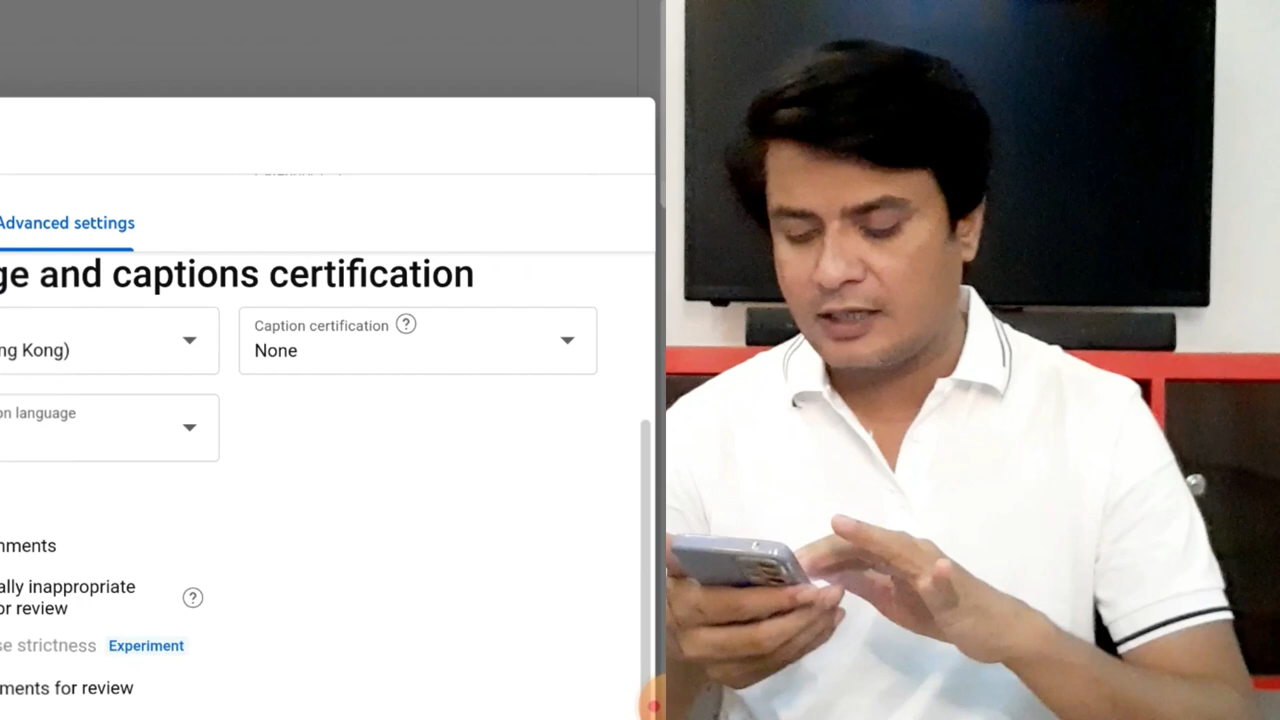 Advanced settings
ge and captions certification
Caption certification ?
ng Kong)
None
on language
nments
ally inappropriate
or review
?
se strictness Experiment
ments for review